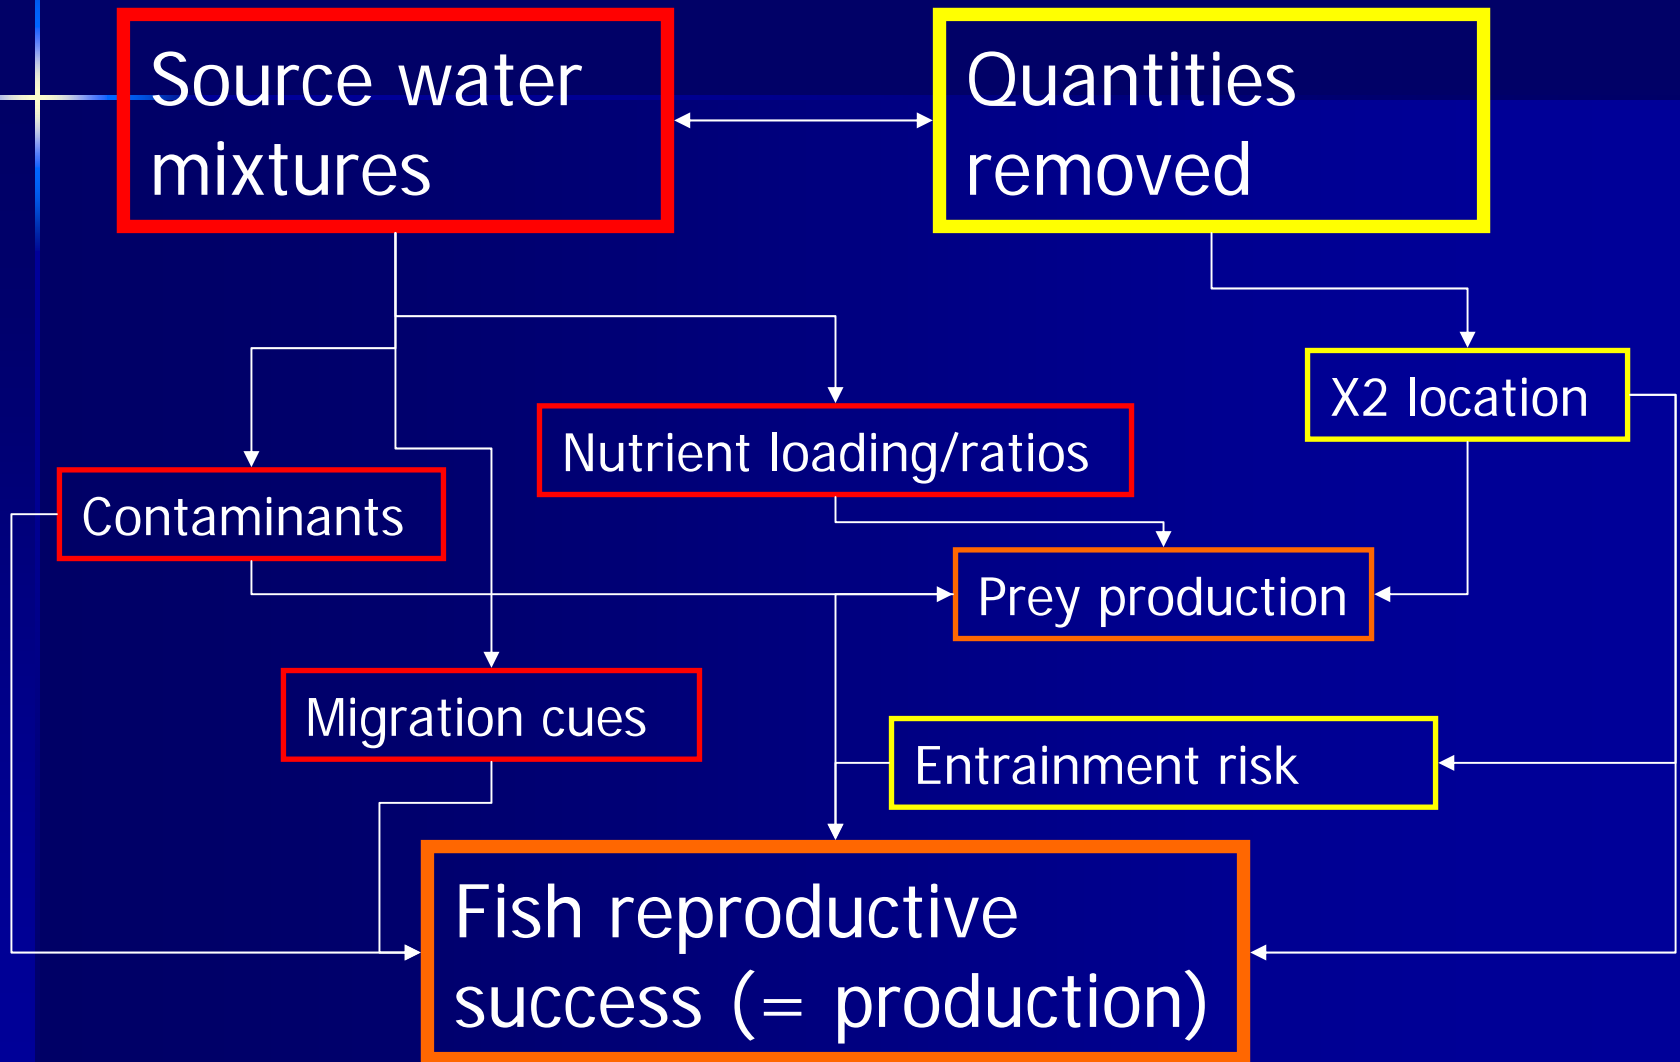 Source water
mixtures
Quantities
removed
X2 location
Nutrient loading/ratios
Contaminants
Prey production
Migration cues
Entrainment risk
Fish reproductive
success (= production)